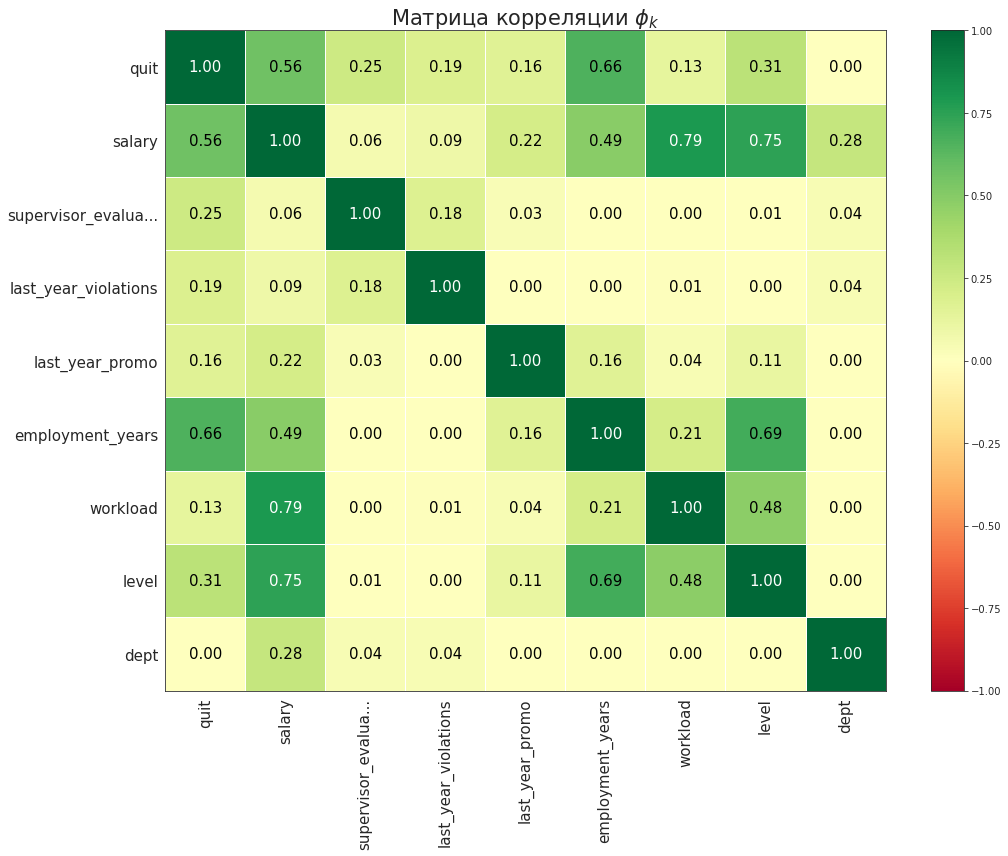 Матрица корреляции ϕk
quit 1.00 0.56 0.25 0.19 0.16 0.66 0.13 0.31 0.00
salary 0.56 1.00 0.06 0.09 0.22 0.49 0.79 0.75 0.28
supervisor_evalua... 0.25 0.06 1.00 0.18 0.03 0.00 0.00 0.01 0.04
last_year_violations 0.19 0.09 0.18 1.00 0.00 0.00 0.01 0.00 0.04
last_year_promo 0.16 0.22 0.03 0.00 1.00 0.16 0.04 0.11 0.00
employment_years 0.66 0.49 0.00 0.00 0.16 1.00 0.21 0.69 0.00
workload 0.13 0.79 0.00 0.01 0.04 0.21 1.00 0.48 0.00
level 0.31 0.75 0.01 0.00 0.11 0.69 0.48 1.00 0.00
dept 0.00 0.28 0.04 0.04 0.00 0.00 0.00 0.00 1.00
quit
salary
supervisor_evalua...
last_year_violations
last_year_promo
employment_years
workload
level
dept
1.00
0.75
0.50
0.25
0.00
−0.25
−0.50
−0.75
−1.00